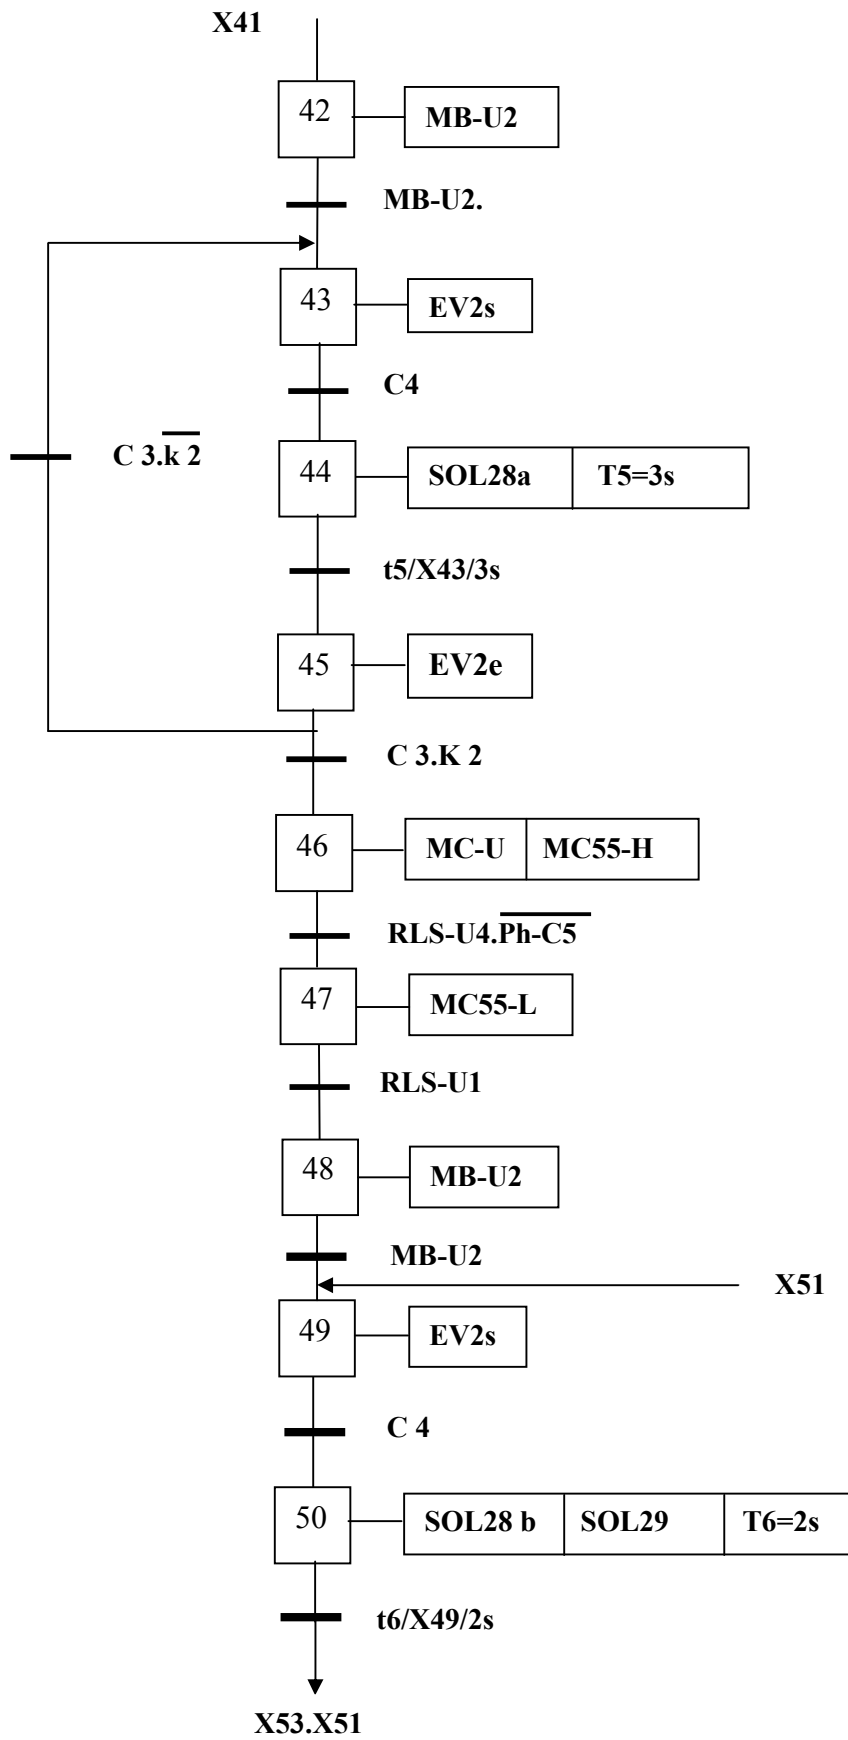 X41
42 MB-U2
MB-U2.
43 EV2s
C4
C 3.k̅ ̅2̅
44 SOL28a T5=3s
t5/X43/3s
45 EV2e
C 3.K 2
46 MC-U MC55-H
RLS-U4.P̅h̅-̅C̅5̅
47 MC55-L
RLS-U1
48 MB-U2
MB-U2
X51
49 EV2s
C 4
50 SOL28 b SOL29 T6=2s
t6/X49/2s
X53.X51